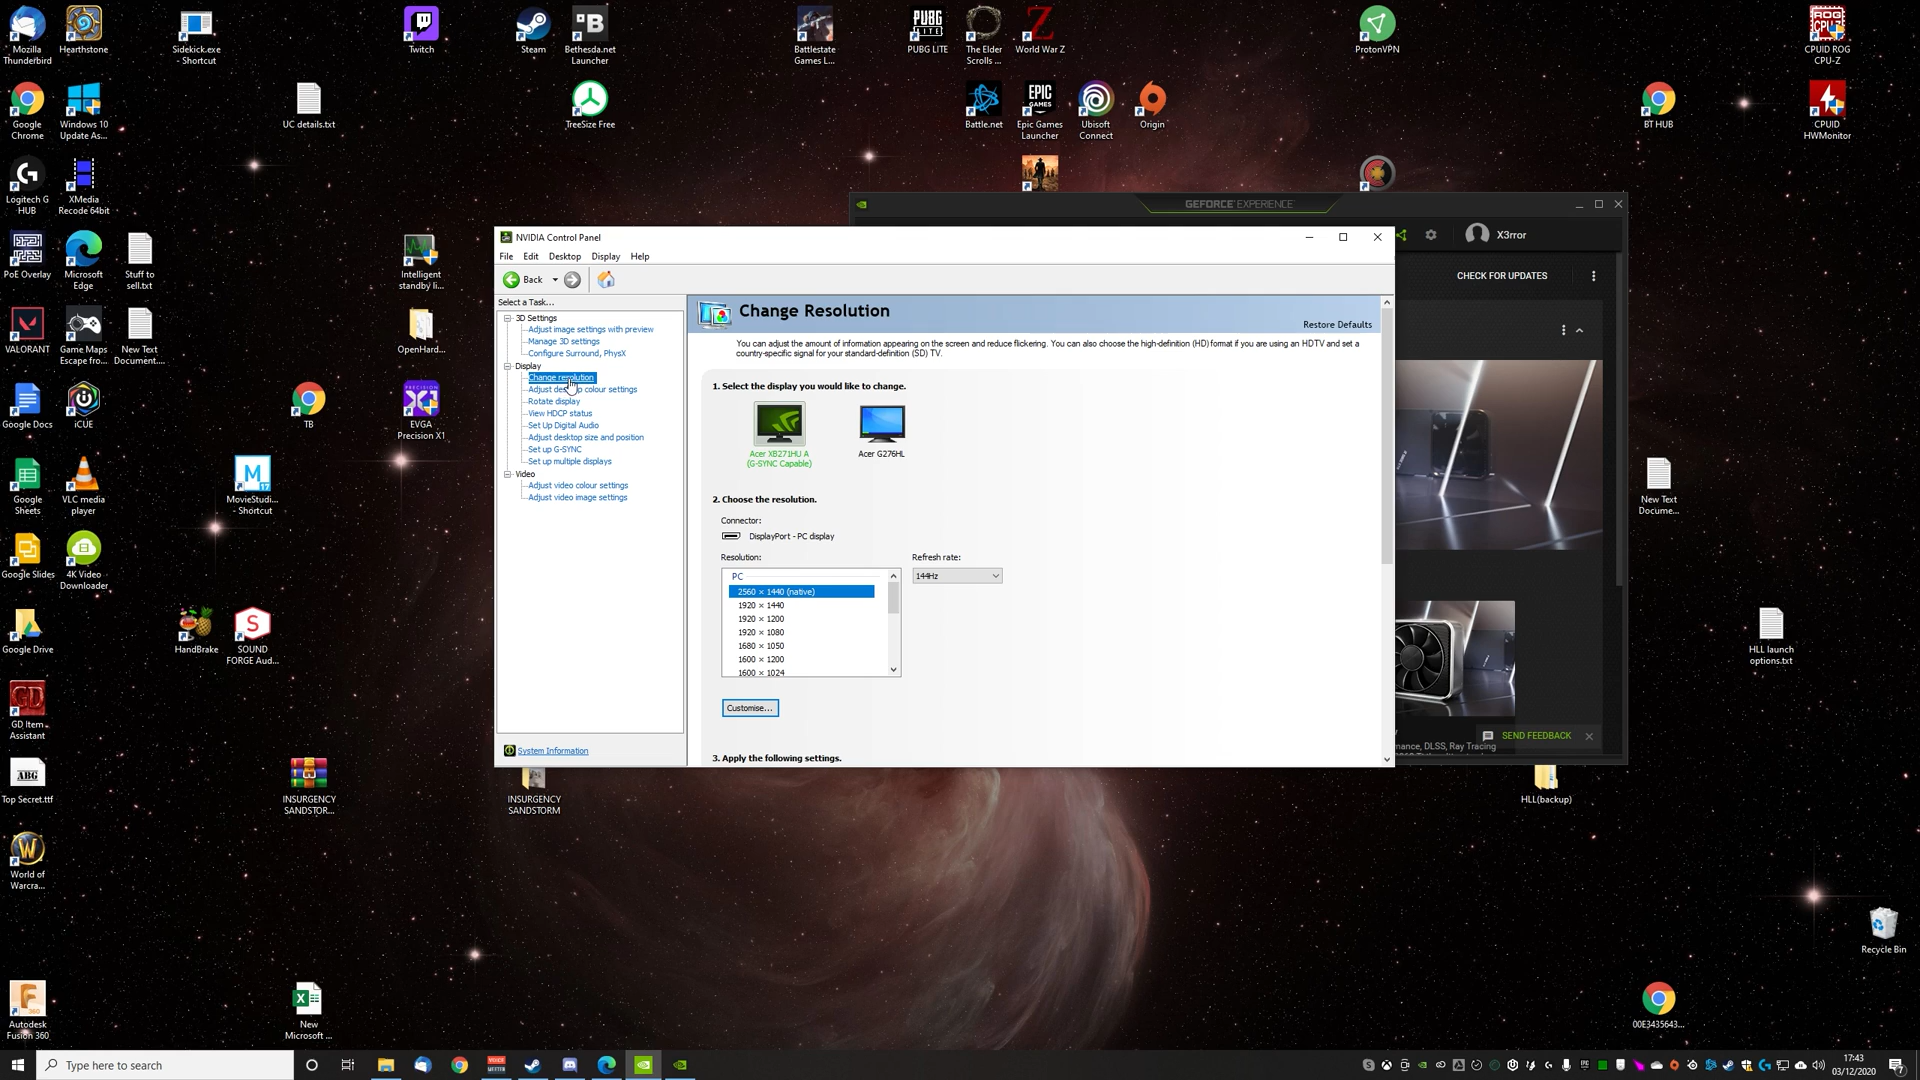 Mozilla Thunderbird
Hearthstone
Sidekick.exe - Shortcut
Twitch
Steam
Bethesda.net Launcher
Battlestate Games L...
PUBG LITE
The Elder Scrolls ...
World War Z
ProtonVPN
CPUID ROG CPU-Z
Google Chrome
Windows 10 Update As...
UC details.txt
TreeSize Free
Battle.net
Epic Games Launcher
Ubisoft Connect
Origin
BT HUB
CPUID HWMonitor
Logitech G HUB
XMedia Recode 64bit
PoE Overlay
Microsoft Edge
Stuff to sell.txt
Intelligent standby li...
VALORANT
Game Maps Escape fro...
New Text Document....
OpenHard...
Google Docs
iCUE
TB
EVGA Precision X1
Google Sheets
VLC media player
MovieStudi... - Shortcut
New Text Docume...
Google Slides
4K Video Downloader
Google Drive
HandBrake
SOUND FORGE Aud...
HLL launch options.txt
GD Item Assistant
Top Secret.ttf
INSURGENCY SANDSTOR...
INSURGENCY SANDSTORM
HLL(backup)
World of Warcra...
Recycle Bin
Autodesk Fusion 360
New Microsoft ...
00E3435643...
GEFORCE EXPERIENCE
X3rror
CHECK FOR UPDATES
SEND FEEDBACK
mance, DLSS, Ray Tracing
NVIDIA Control Panel
File Edit Desktop Display Help
Back
Select a Task...
3D Settings
Adjust image settings with preview
Manage 3D settings
Configure Surround, PhysX
Display
Change resolution
Adjust desktop colour settings
Rotate display
View HDCP status
Set Up Digital Audio
Adjust desktop size and position
Set up G-SYNC
Set up multiple displays
Video
Adjust video colour settings
Adjust video image settings
System Information
Change Resolution
Restore Defaults
You can adjust the amount of information appearing on the screen and reduce flickering. You can also choose the high-definition (HD) format if you are using an HDTV and set a
country-specific signal for your standard-definition (SD) TV.
1. Select the display you would like to change.
Acer XB271HU A
(G-SYNC Capable)
Acer G276HL
2. Choose the resolution.
Connector:
DisplayPort - PC display
Resolution:
Refresh rate:
PC
144Hz
2560 × 1440 (native)
1920 × 1440
1920 × 1200
1920 × 1080
1680 × 1050
1600 × 1200
1600 × 1024
Customise...
3. Apply the following settings.
Type here to search
17:43
03/12/2020